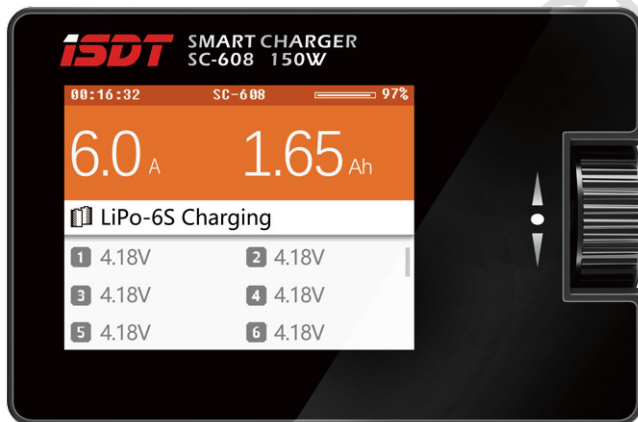 iSDT SMART CHARGER
SC-608 150W
00:16:32 SC-608 97%
6.0 A 1.65 Ah
LiPo-6S Charging
1 4.18V 2 4.18V
3 4.18V 4 4.18V
5 4.18V 6 4.18V